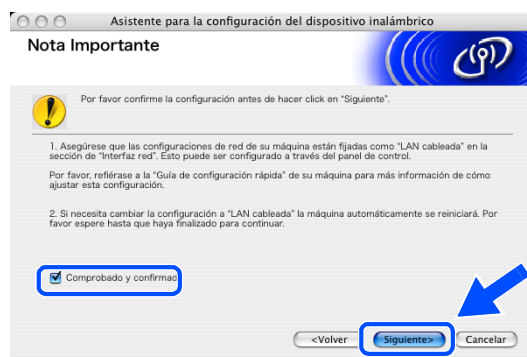 Asistente para la configuración del dispositivo inalámbrico
Nota Importante
Por favor confirme la configuración antes de hacer click en "Siguiente".
1. Asegúrese que las configuraciones de red de su máquina están fijadas como "LAN cableada" en la
sección de "Interfaz red". Esto puede ser configurado a través del panel de control.
Por favor, refiérase a la "Guía de configuración rápida" de su máquina para más información de cómo
ajustar esta configuración.
2. Si necesita cambiar la configuración a "LAN cableada" la máquina automáticamente se reiniciará. Por
favor espere hasta que haya finalizado para continuar.
Comprobado y confirmac
<Volver
Siguiente>
Cancelar